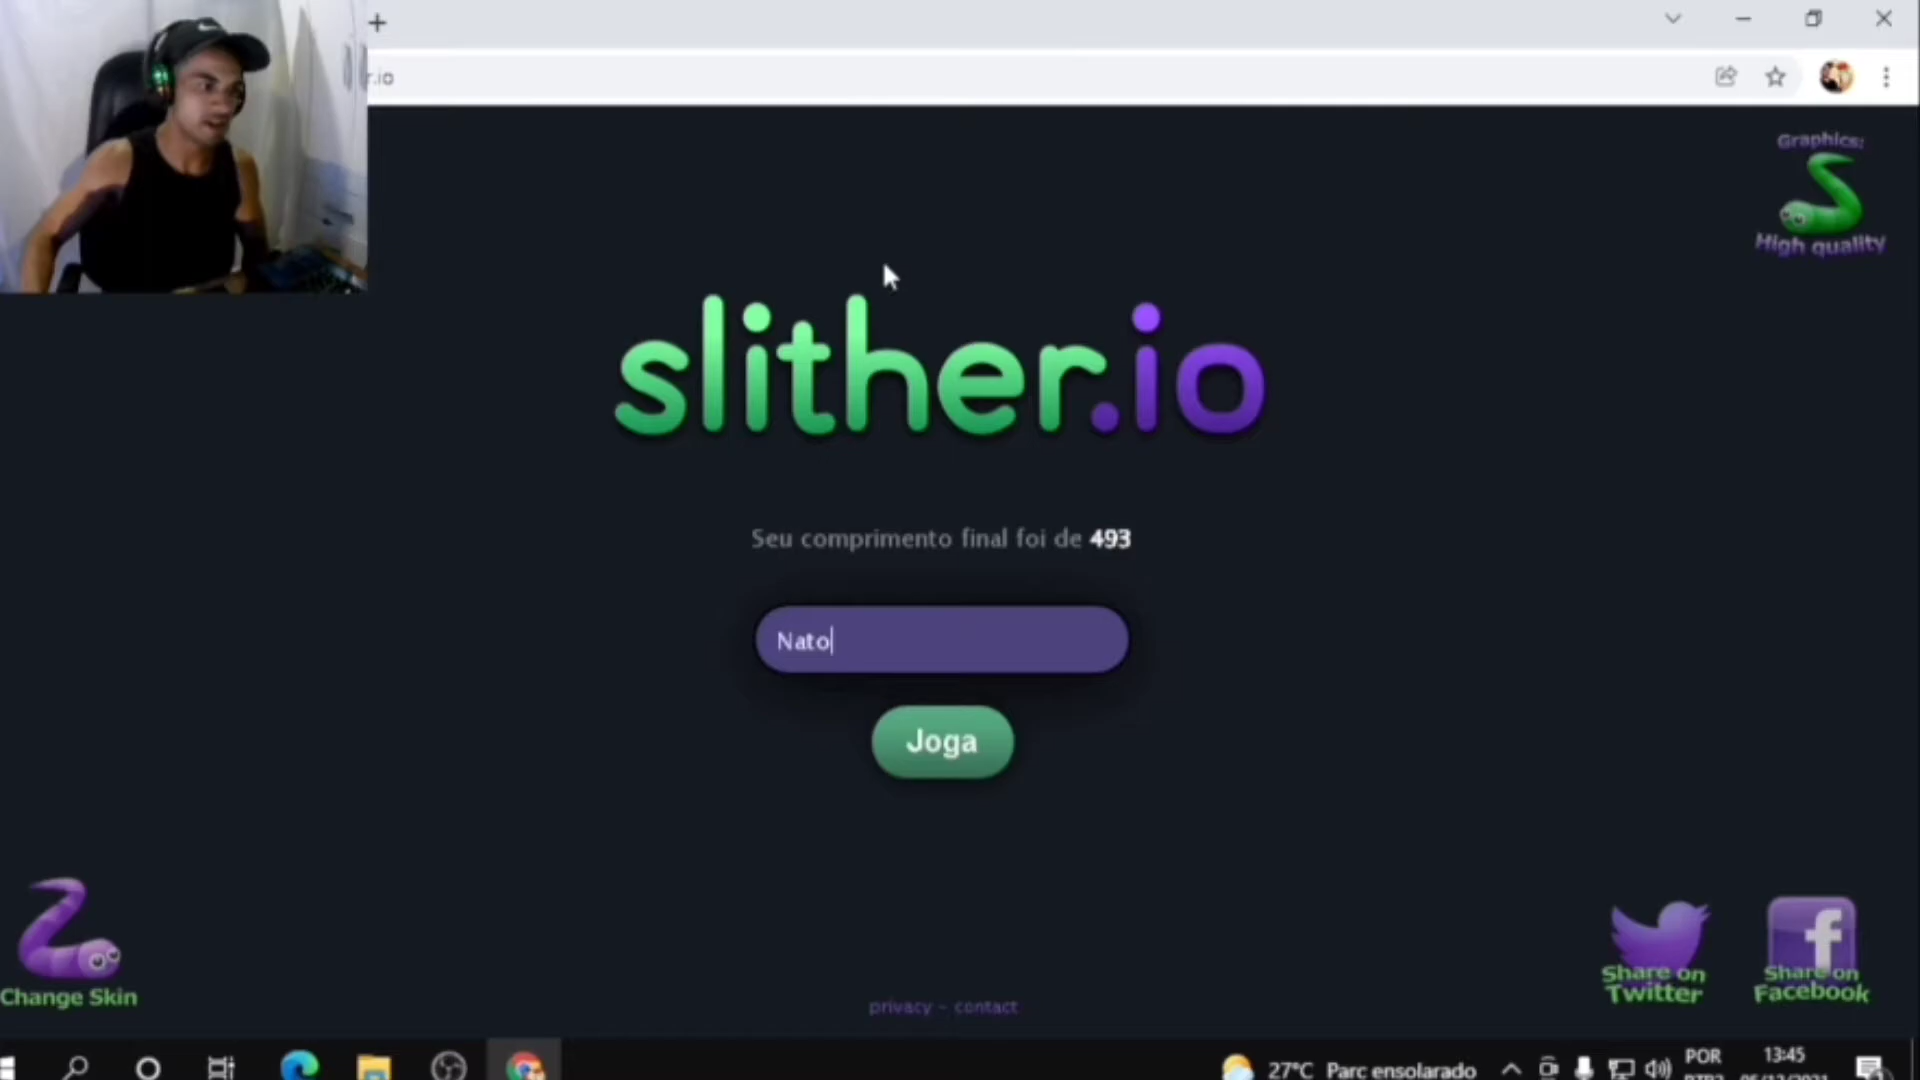 r.io
Graphics:
High quality
slither.io
Seu comprimento final foi de 493
Nato
Joga
Change Skin
Share on
Twitter
Share on
Facebook
privacy - contact
27°C Parc ensolarado
POR
13:45